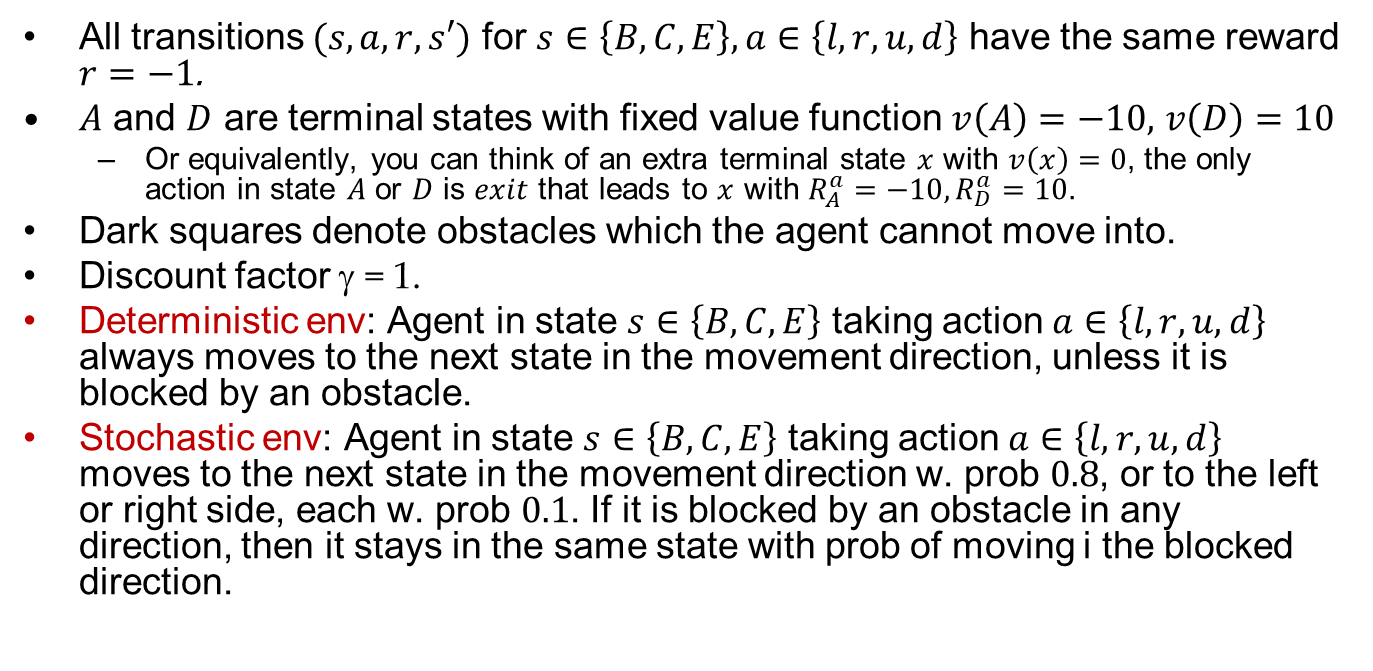 • All transitions (𝑠, 𝑎, 𝑟, 𝑠′) for 𝑠 ∈ {𝐵, 𝐶, 𝐸}, 𝑎 ∈ {𝑙, 𝑟, 𝑢, 𝑑} have the same reward
𝑟 = −1.
• 𝐴 and 𝐷 are terminal states with fixed value function 𝑣(𝐴) = −10, 𝑣(𝐷) = 10
– Or equivalently, you can think of an extra terminal state 𝑥 with 𝑣(𝑥) = 0, the only
action in state 𝐴 or 𝐷 is 𝑒𝑥𝑖𝑡 that leads to 𝑥 with 𝑅_𝐴^𝑎 = −10, 𝑅_𝐷^𝑎 = 10.
• Dark squares denote obstacles which the agent cannot move into.
• Discount factor γ = 1.
• Deterministic env: Agent in state 𝑠 ∈ {𝐵, 𝐶, 𝐸} taking action 𝑎 ∈ {𝑙, 𝑟, 𝑢, 𝑑}
always moves to the next state in the movement direction, unless it is
blocked by an obstacle.
• Stochastic env: Agent in state 𝑠 ∈ {𝐵, 𝐶, 𝐸} taking action 𝑎 ∈ {𝑙, 𝑟, 𝑢, 𝑑}
moves to the next state in the movement direction w. prob 0.8, or to the left
or right side, each w. prob 0.1. If it is blocked by an obstacle in any
direction, then it stays in the same state with prob of moving i the blocked
direction.